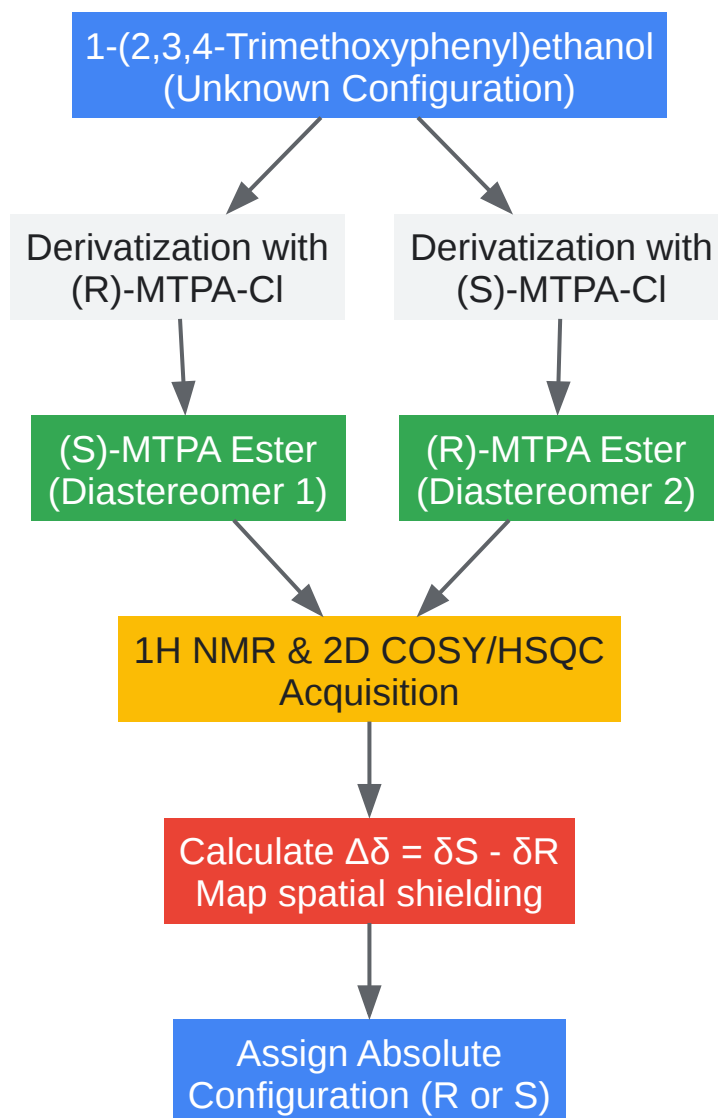 1-(2,3,4-Trimethoxyphenyl)ethanol
(Unknown Configuration)
Derivatization with
(R)-MTPA-Cl
Derivatization with
(S)-MTPA-Cl
(S)-MTPA Ester
(Diastereomer 1)
(R)-MTPA Ester
(Diastereomer 2)
1H NMR & 2D COSY/HSQC
Acquisition
Calculate Δδ = δS - δR
Map spatial shielding
Assign Absolute
Configuration (R or S)